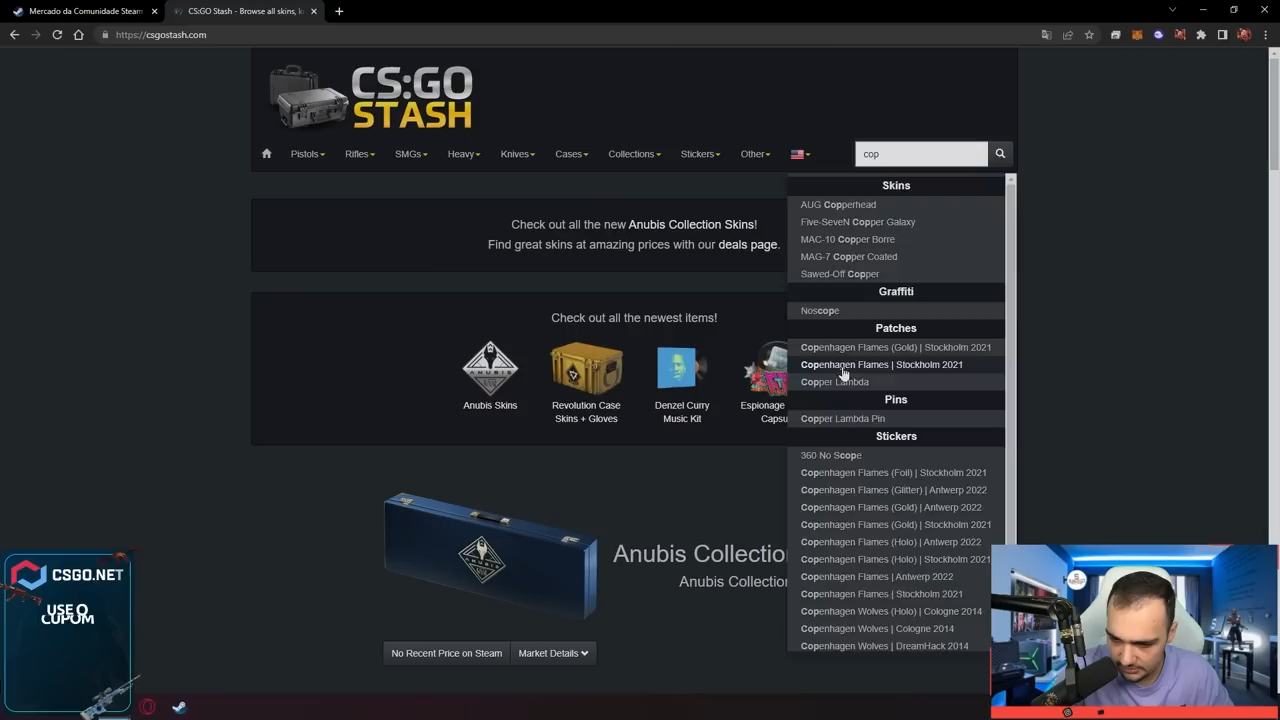 Mercado da Comunidade Steam
CS:GO Stash - Browse all skins, k
https://csgostash.com
CS:GO
STASH
Pistols
Rifles
SMGs
Heavy
Knives
Cases
Collections
Stickers
Other
cop
Check out all the new Anubis Collection Skins!
Find great skins at amazing prices with our deals page.
Check out all the newest items!
ANUBIS
Anubis Skins
Revolution Case
Skins + Gloves
Denzel Curry
Music Kit
Espionage
Capsu
Skins
AUG Copperhead
Five-SeveN Copper Galaxy
MAC-10 Copper Borre
MAG-7 Copper Coated
Sawed-Off Copper
Graffiti
Noscope
Patches
Copenhagen Flames (Gold) | Stockholm 2021
Copenhagen Flames | Stockholm 2021
Copper Lambda
Pins
Copper Lambda Pin
Stickers
360 No Scope
Copenhagen Flames (Foil) | Stockholm 2021
Copenhagen Flames (Glitter) | Antwerp 2022
Copenhagen Flames (Gold) | Antwerp 2022
Copenhagen Flames (Gold) | Stockholm 2021
Copenhagen Flames (Holo) | Antwerp 2022
Copenhagen Flames (Holo) | Stockholm 2021
Copenhagen Flames | Antwerp 2022
Copenhagen Flames | Stockholm 2021
Copenhagen Wolves (Holo) | Cologne 2014
Copenhagen Wolves | Cologne 2014
Copenhagen Wolves | DreamHack 2014
Anubis Collectio
Anubis Collectio
No Recent Price on Steam
Market Details
CSGO.NET
USE O
CUPOM